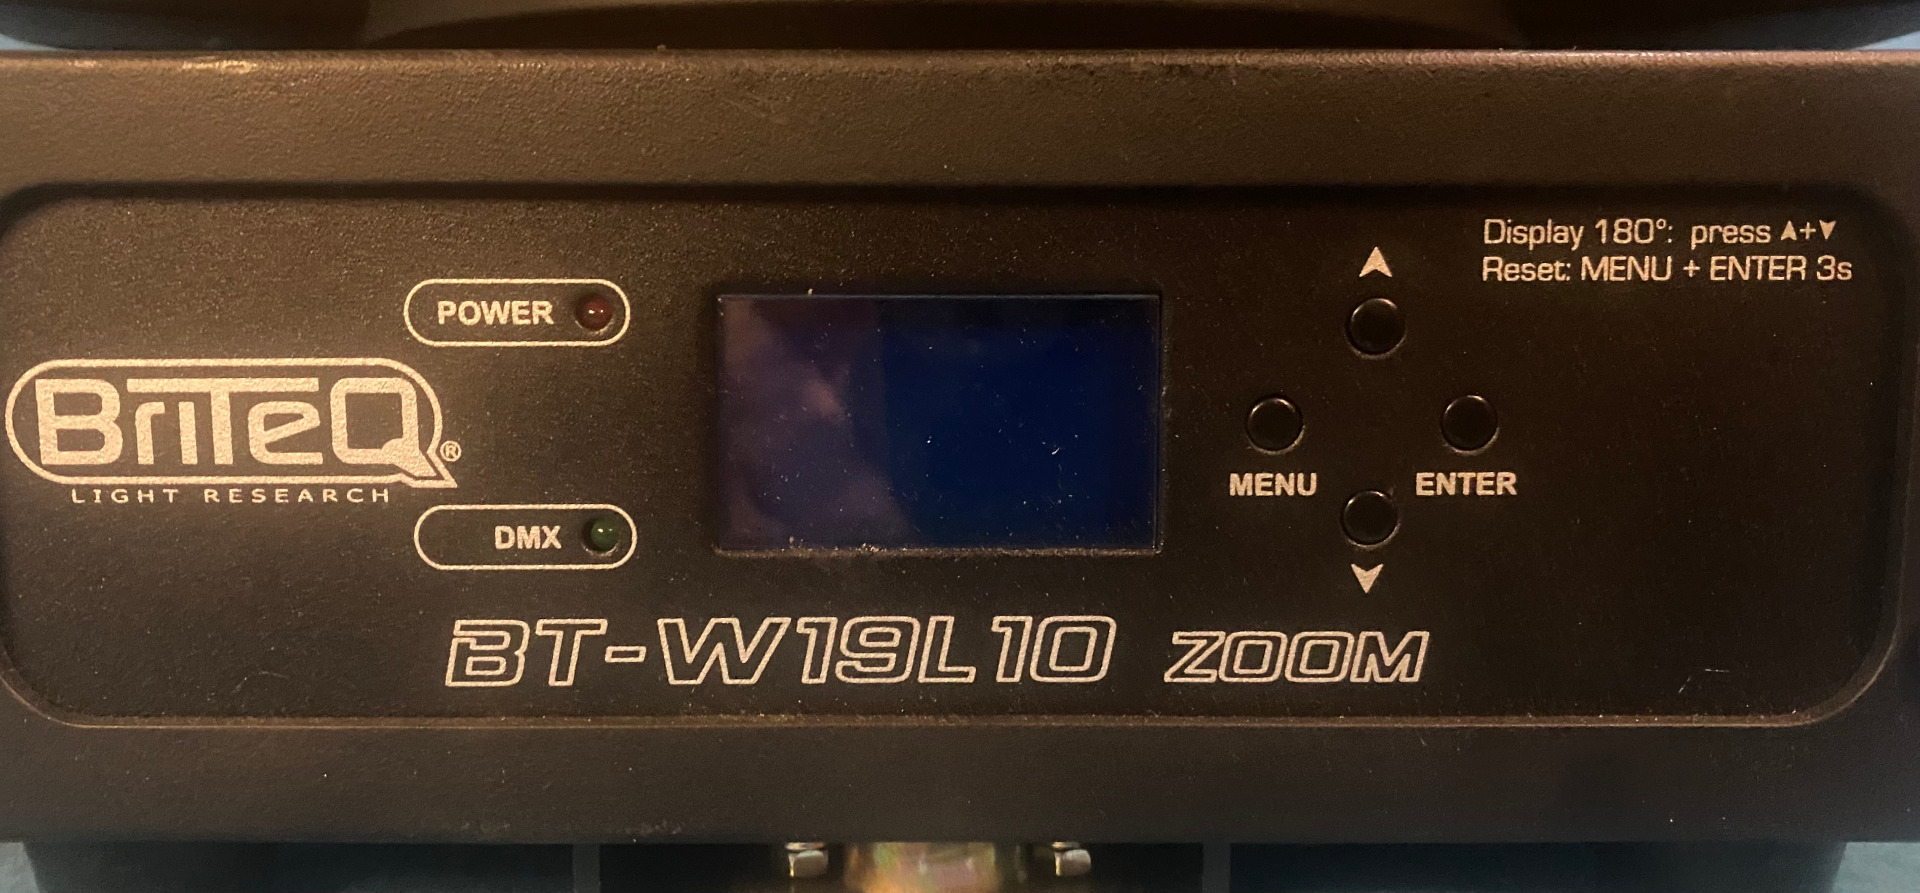 Display 180°: press ▲+▼
Reset: MENU + ENTER 3s
POWER
BriTeQ®
LIGHT RESEARCH
MENU
ENTER
DMX
BT-W19L10 ZOOM